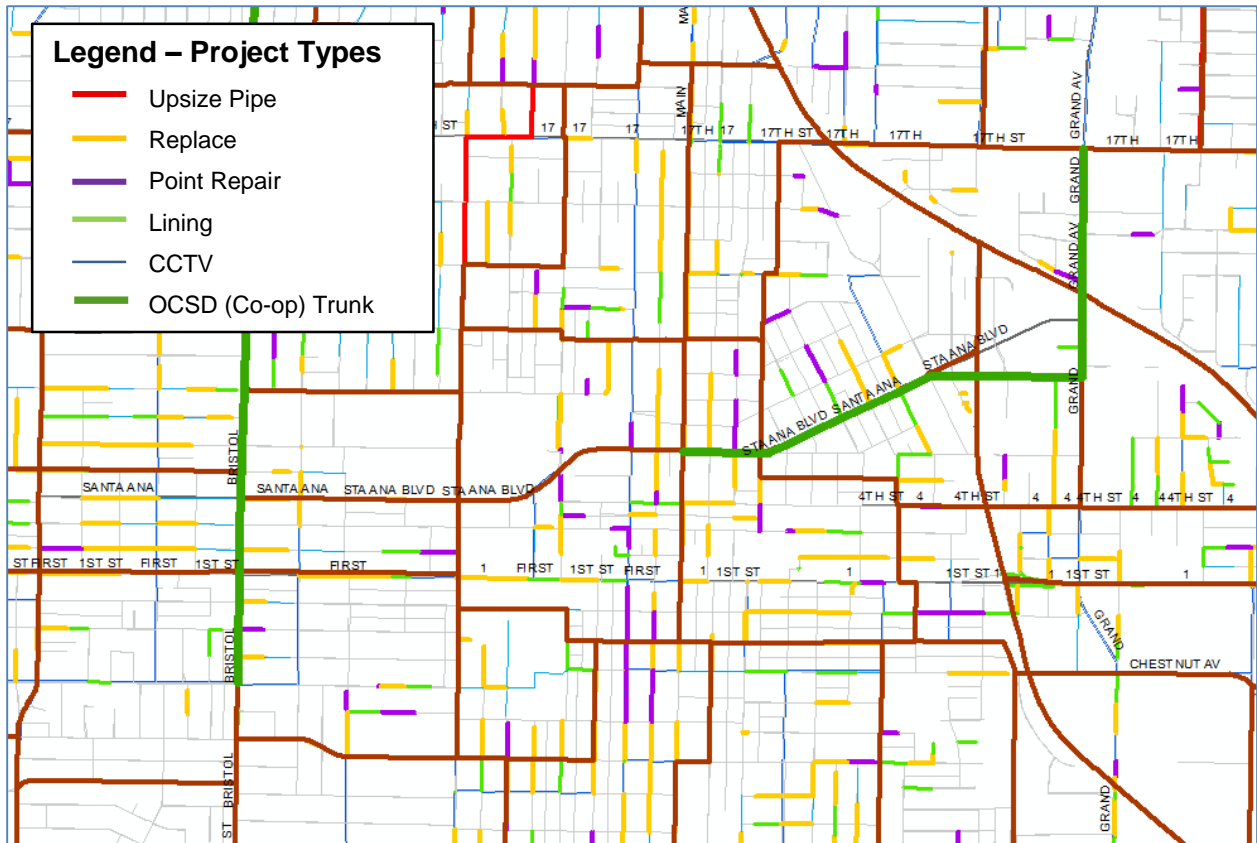 MAIN
Legend – Project Types
Upsize Pipe
Replace
Point Repair
Lining
CCTV
OCSD (Co-op) Trunk
MAIN
GRAND AV
H ST
17
17
17
17TH
17
17TH ST
17TH
17TH
17TH ST
17TH
17TH
GRAND
GRAND AV
STA ANA BLVD
GRAND
STA ANA BLVD
SANTA ANA
BRISTOL
SANTA ANA
SANTA ANA
STA ANA BLVD
STA ANA BLVD
4TH ST
4
4TH ST
4
4
4TH ST
4
4
4TH ST
4
ST FIRST
1ST ST
FIRST
1ST ST
FIRST
1
FIRST
1ST ST
FIRST
1
1ST ST
1
1ST ST
1
1
1ST ST
1
GRAND
BRISTOL
CHESTNUT AV
BRISTOL
ST
GRAND